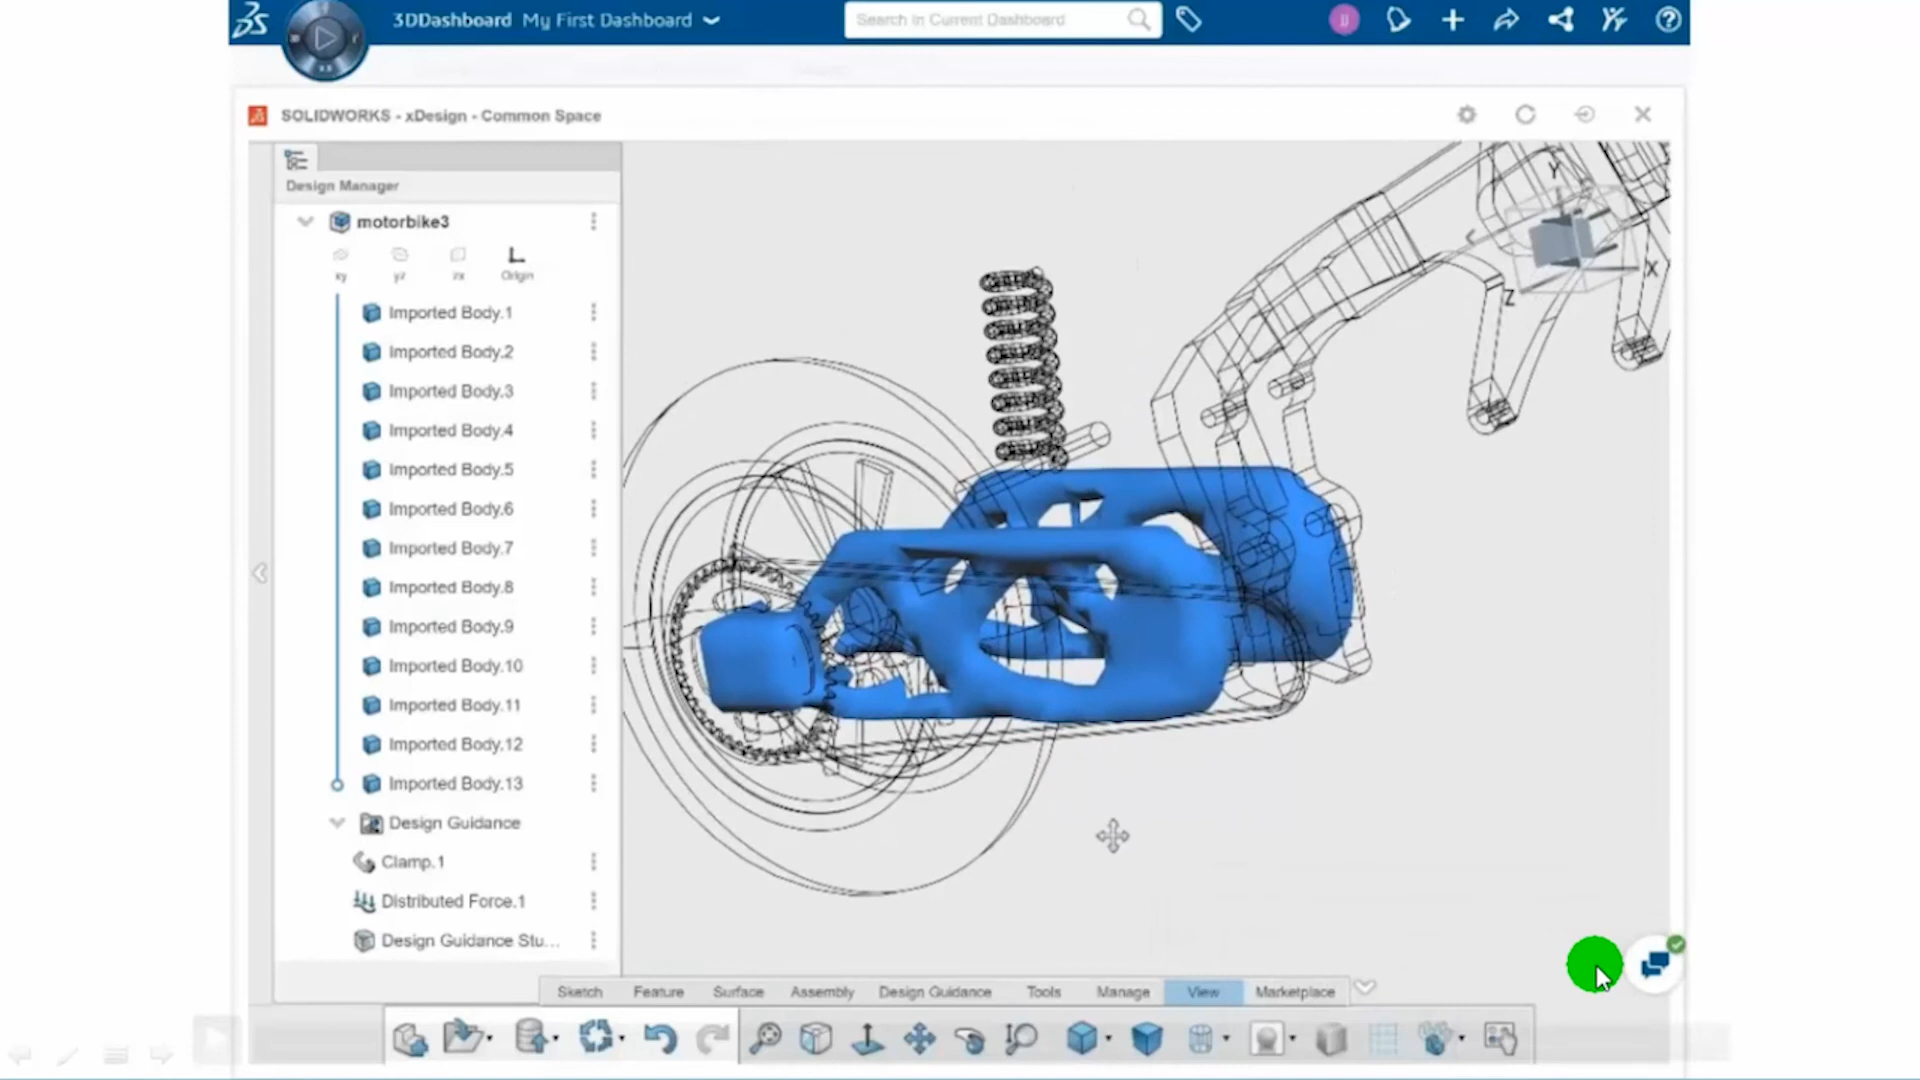 3DDashboard My First Dashboard
Search in Current Dashboard
SOLIDWORKS - xDesign - Common Space
Design Manager
motorbike3
xy yz zx Origin
Imported Body.1
Imported Body.2
Imported Body.3
Imported Body.4
Imported Body.5
Imported Body.6
Imported Body.7
Imported Body.8
Imported Body.9
Imported Body.10
Imported Body.11
Imported Body.12
Imported Body.13
Design Guidance
Clamp.1
Distributed Force.1
Design Guidance Stu...
Y
X
Z
Sketch Feature Surface Assembly Design Guidance Tools Manage View Marketplace